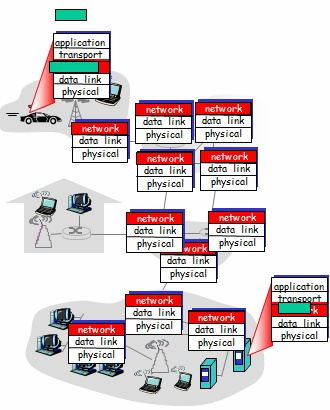 application
transport
data link
physical
network
data link
physical
network
data link
physical
network
data link
physical
network
data link
physical
network
data link
physical
network
data link
physical
network
data link
physical
work
data link
physical
network
data link
physical
network
data link
physical
network
data link
physical
application
transport
data link
physical